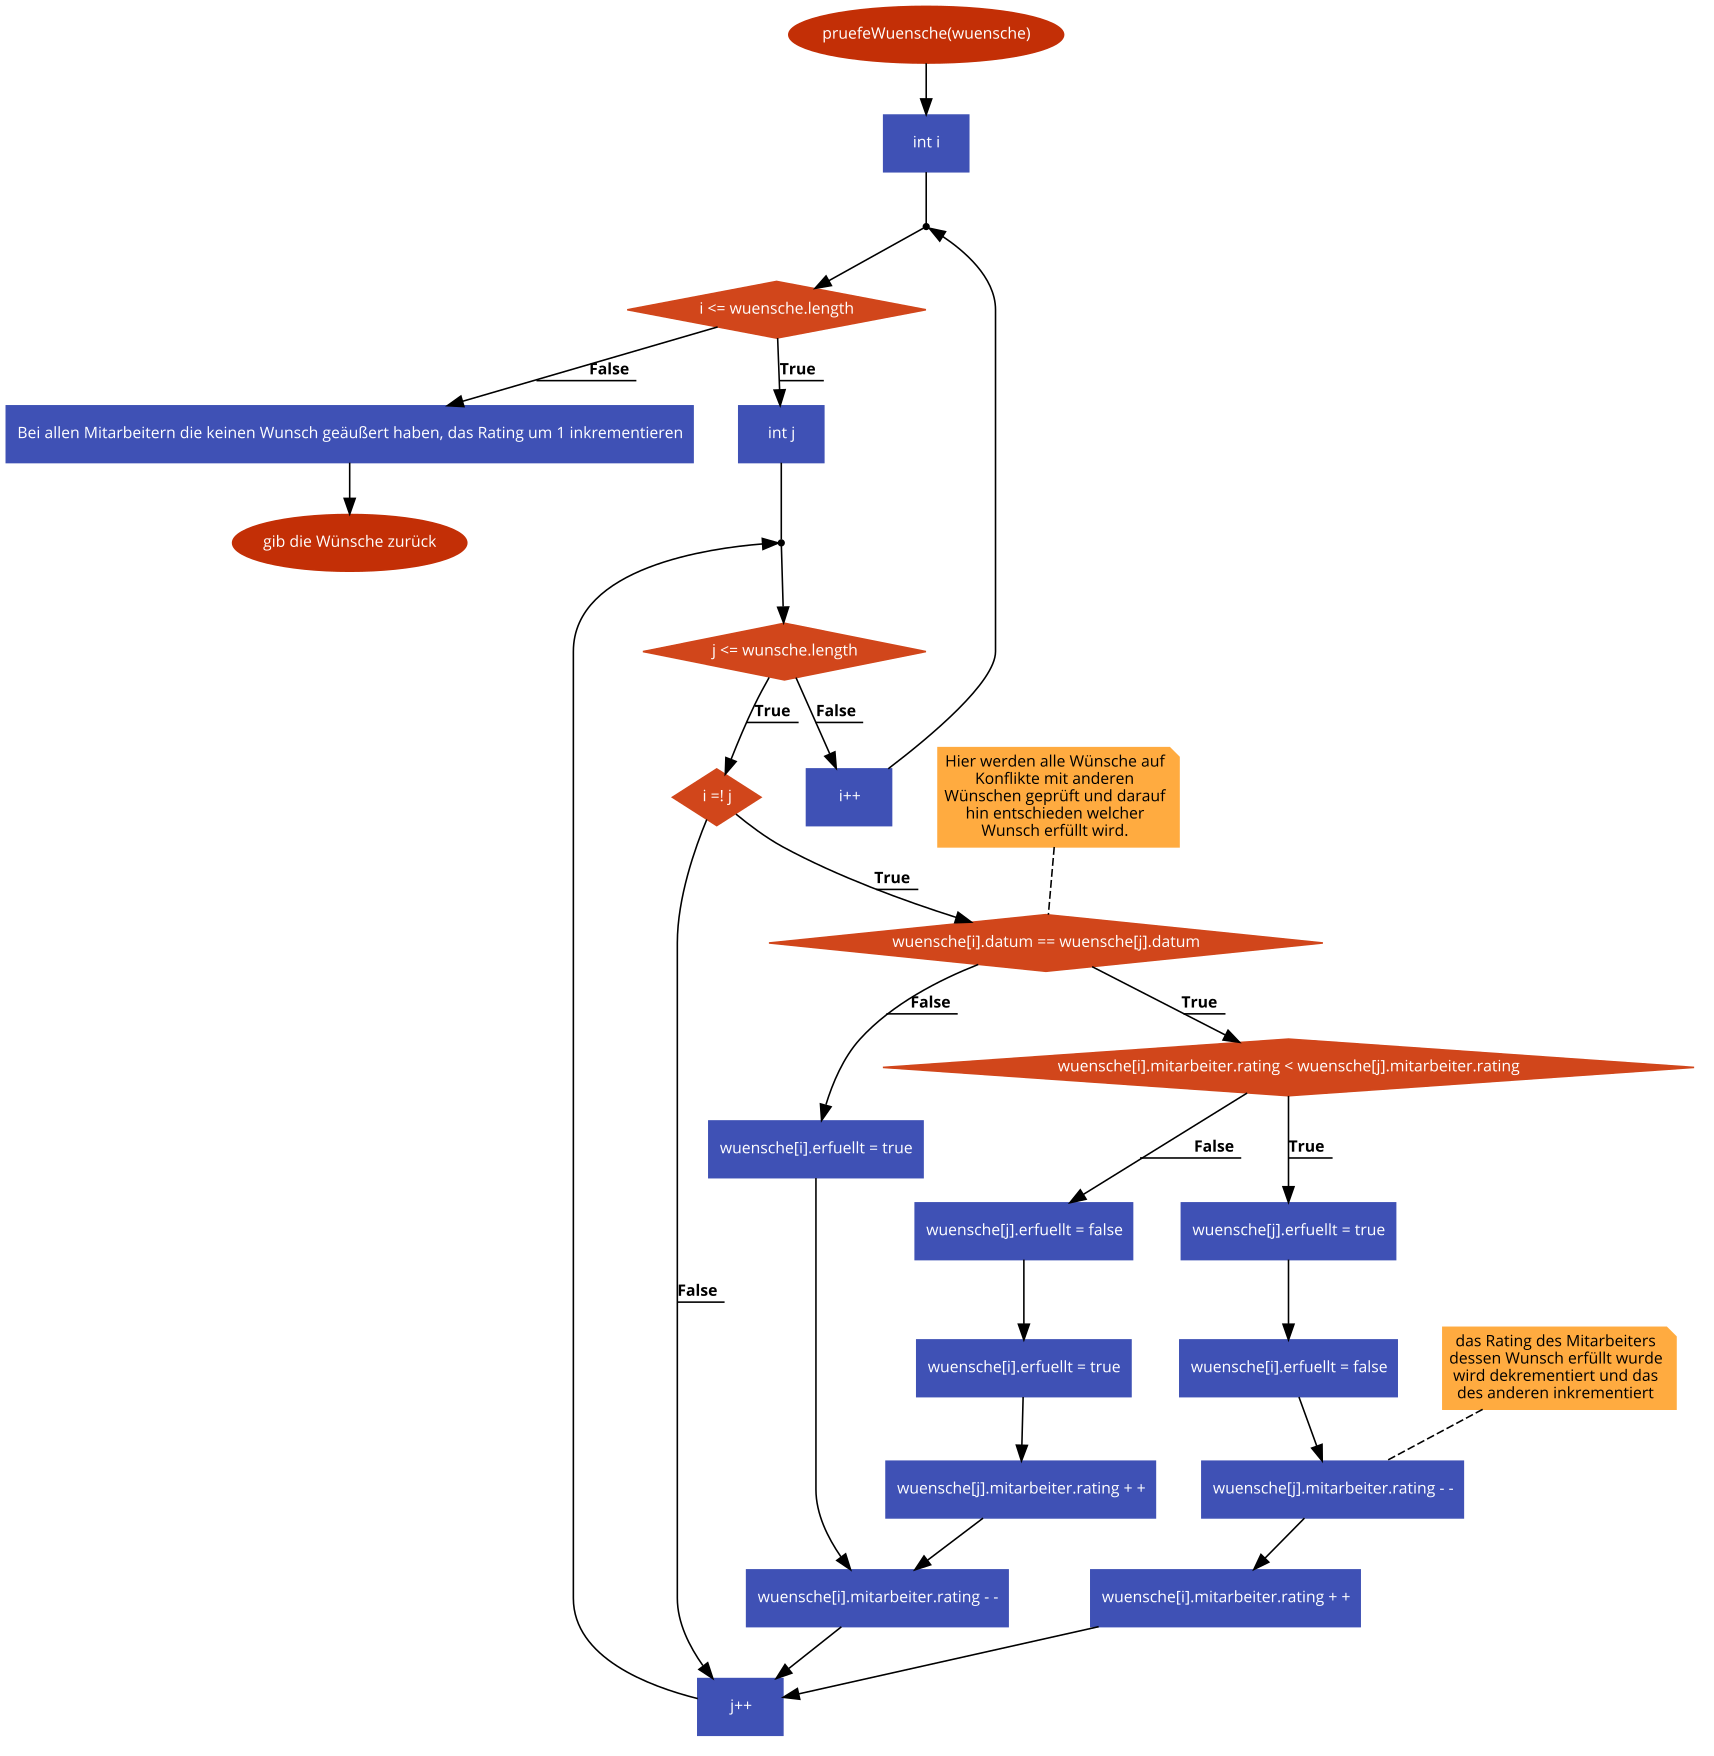 pruefeWuensche(wuensche)
int i
i <= wuensche.length
False
True
Bei allen Mitarbeitern die keinen Wunsch geäußert haben, das Rating um 1 inkrementieren
int j
gib die Wünsche zurück
j <= wunsche.length
True
False
i =! j
i++
Hier werden alle Wünsche auf
Konflikte mit anderen
Wünschen geprüft und darauf
hin entschieden welcher
Wunsch erfüllt wird.
True
wuensche[i].datum == wuensche[j].datum
False
True
wuensche[i].mitarbeiter.rating < wuensche[j].mitarbeiter.rating
wuensche[i].erfuellt = true
False
True
wuensche[j].erfuellt = false
wuensche[j].erfuellt = true
False
wuensche[i].erfuellt = true
wuensche[i].erfuellt = false
das Rating des Mitarbeiters
dessen Wunsch erfüllt wurde
wird dekrementiert und das
des anderen inkrementiert
wuensche[j].mitarbeiter.rating + +
wuensche[j].mitarbeiter.rating - -
wuensche[i].mitarbeiter.rating - -
wuensche[i].mitarbeiter.rating + +
j++